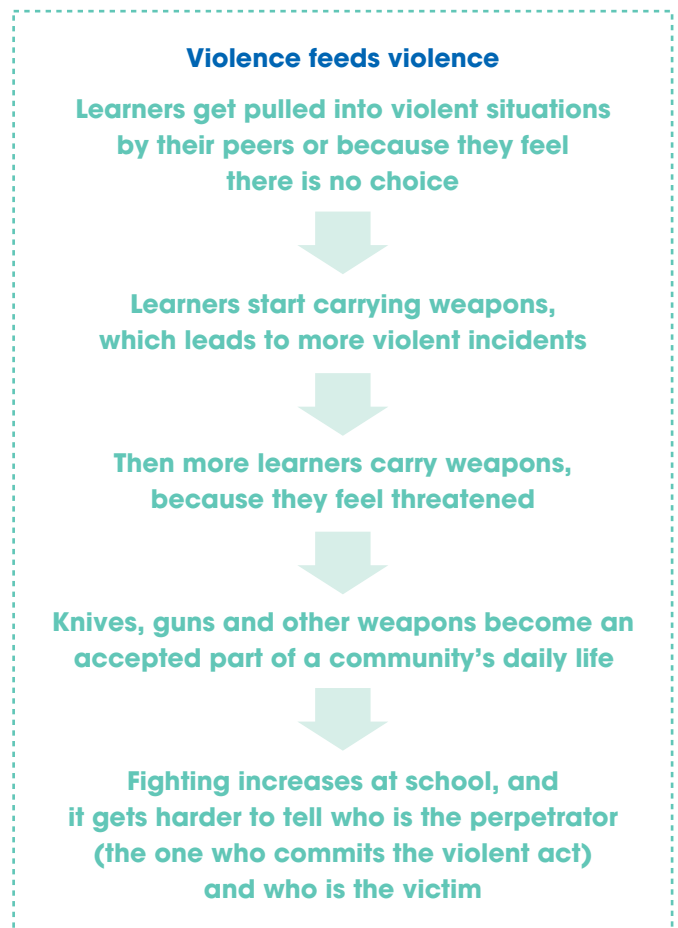 Violence feeds violence
Learners get pulled into violent situations
by their peers or because they feel
there is no choice
Learners start carrying weapons,
which leads to more violent incidents
Then more learners carry weapons,
because they feel threatened
Knives, guns and other weapons become an
accepted part of a community’s daily life
Fighting increases at school, and
it gets harder to tell who is the perpetrator
(the one who commits the violent act)
and who is the victim